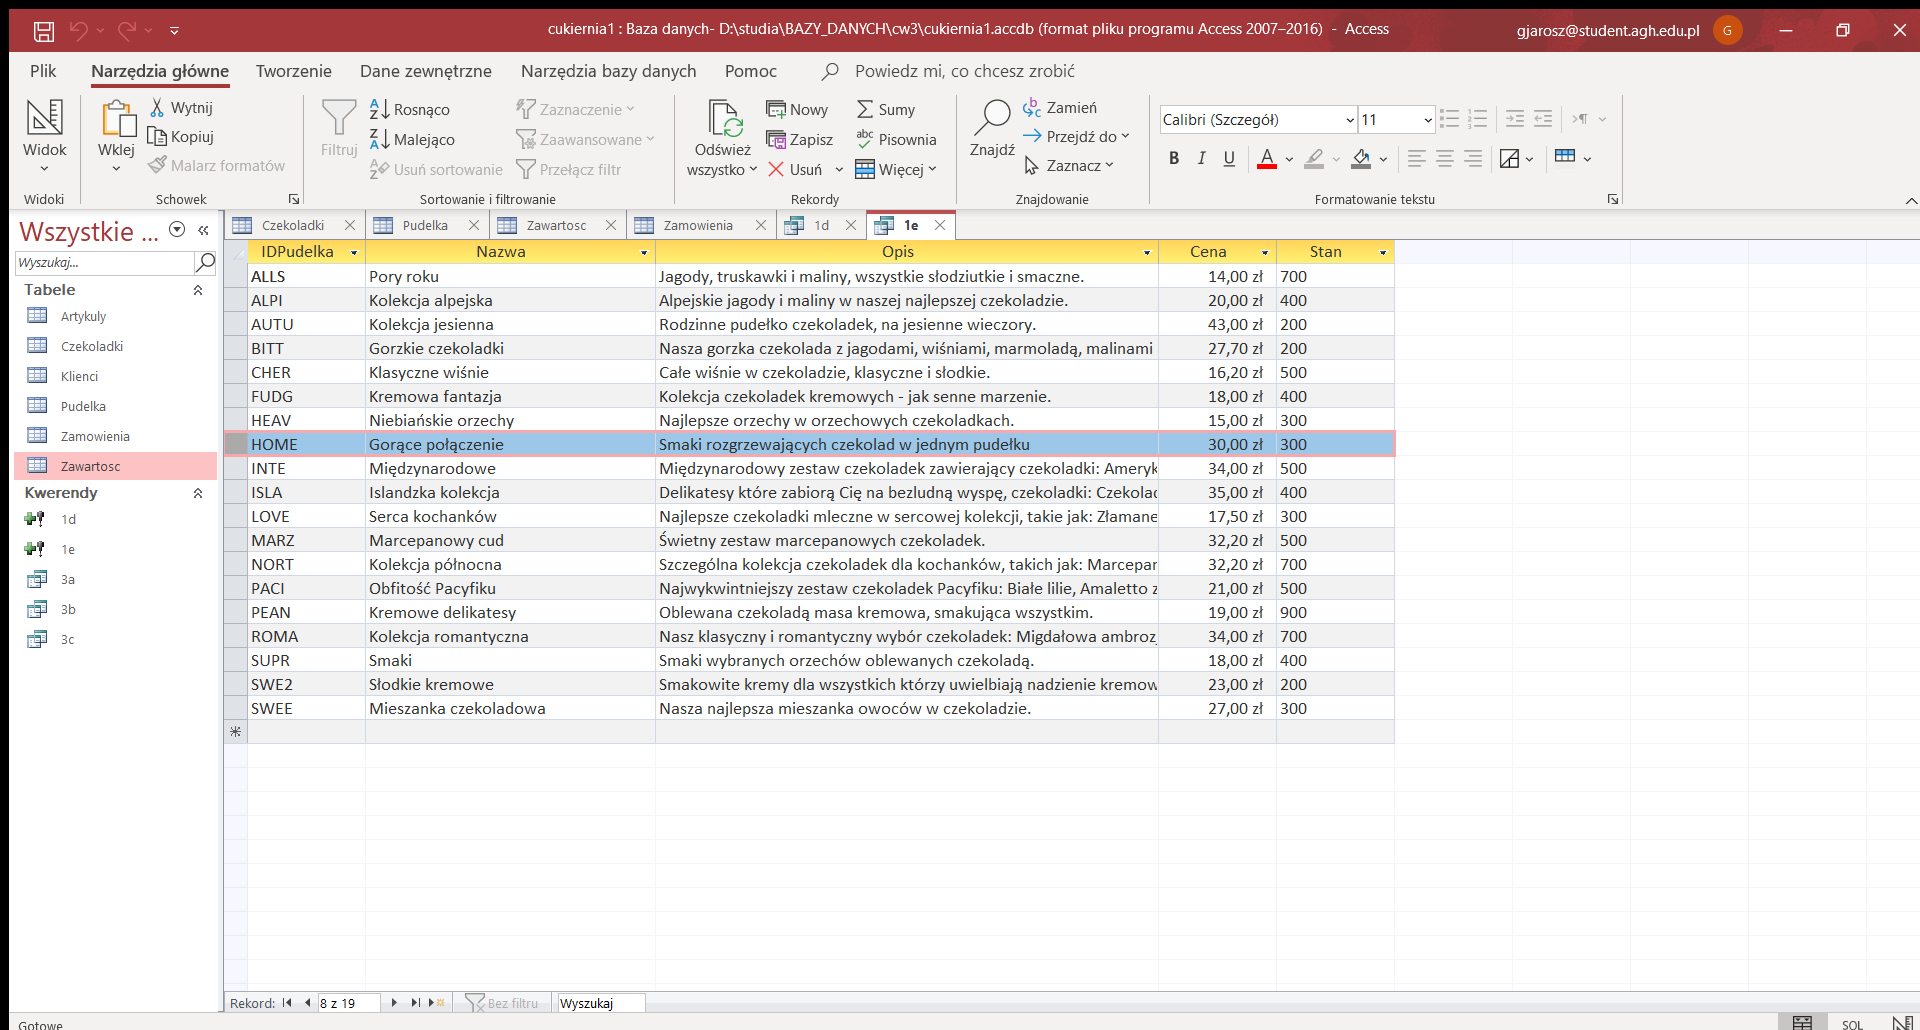 cukiernia1 : Baza danych- D:\studia\BAZY_DANYCH\cw3\cukiernia1.accdb (format pliku programu Access 2007–2016) - Access
gjarosz@student.agh.edu.pl G
Plik Narzędzia główne Tworzenie Dane zewnętrzne Narzędzia bazy danych Pomoc Powiedz mi, co chcesz zrobić
Widok
Widoki
Wklej
Wytnij
Kopiuj
Malarz formatów
Schowek
Filtruj
Rosnąco
Malejąco
Usuń sortowanie
Zaznaczenie
Zaawansowane
Przełącz filtr
Sortowanie i filtrowanie
Odśwież
wszystko
Nowy
Zapisz
Usuń
Sumy
Pisownia
Więcej
Rekordy
Znajdź
Zamień
Przejdź do
Zaznacz
Znajdowanie
Calibri (Szczegół) 11
B I U A
Formatowanie tekstu
Wszystkie ...
Wyszukaj...
Tabele
Artykuly
Czekoladki
Klienci
Pudelka
Zamowienia
Zawartosc
Kwerendy
1d
1e
3a
3b
3c
Czekoladki Pudelka Zawartosc Zamowienia 1d 1e
IDPudelka Nazwa Opis Cena Stan
ALLS Pory roku Jagody, truskawki i maliny, wszystkie słodziutkie i smaczne. 14,00 zł 700
ALPI Kolekcja alpejska Alpejskie jagody i maliny w naszej najlepszej czekoladzie. 20,00 zł 400
AUTU Kolekcja jesienna Rodzinne pudełko czekoladek, na jesienne wieczory. 43,00 zł 200
BITT Gorzkie czekoladki Nasza gorzka czekolada z jagodami, wiśniami, marmoladą, malinami 27,70 zł 200
CHER Klasyczne wiśnie Całe wiśnie w czekoladzie, klasyczne i słodkie. 16,20 zł 500
FUDG Kremowa fantazja Kolekcja czekoladek kremowych - jak senne marzenie. 18,00 zł 400
HEAV Niebiańskie orzechy Najlepsze orzechy w orzechowych czekoladkach. 15,00 zł 300
HOME Gorące połączenie Smaki rozgrzewających czekolad w jednym pudełku 30,00 zł 300
INTE Międzynarodowe Międzynarodowy zestaw czekoladek zawierający czekoladki: Ameryk 34,00 zł 500
ISLA Islandzka kolekcja Delikatesy które zabiorą Cię na bezludną wyspę, czekoladki: Czekolad 35,00 zł 400
LOVE Serca kochanków Najlepsze czekoladki mleczne w sercowej kolekcji, takie jak: Złamane 17,50 zł 300
MARZ Marcepanowy cud Świetny zestaw marcepanowych czekoladek. 32,20 zł 500
NORT Kolekcja północna Szczególna kolekcja czekoladek dla kochanków, takich jak: Marcepan 32,20 zł 700
PACI Obfitość Pacyfiku Najwykwintniejszy zestaw czekoladek Pacyfiku: Białe lilie, Amaletto z 21,00 zł 500
PEAN Kremowe delikatesy Oblewana czekoladą masa kremowa, smakująca wszystkim. 19,00 zł 900
ROMA Kolekcja romantyczna Nasz klasyczny i romantyczny wybór czekoladek: Migdałowa ambroz 34,00 zł 700
SUPR Smaki Smaki wybranych orzechów oblewanych czekoladą. 18,00 zł 400
SWE2 Słodkie kremowe Smakowite kremy dla wszystkich którzy uwielbiają nadzienie kremow 23,00 zł 200
SWEE Mieszanka czekoladowa Nasza najlepsza mieszanka owoców w czekoladzie. 27,00 zł 300
Rekord: 8 z 19 Bez filtru Wyszukaj
Gotowe SQL